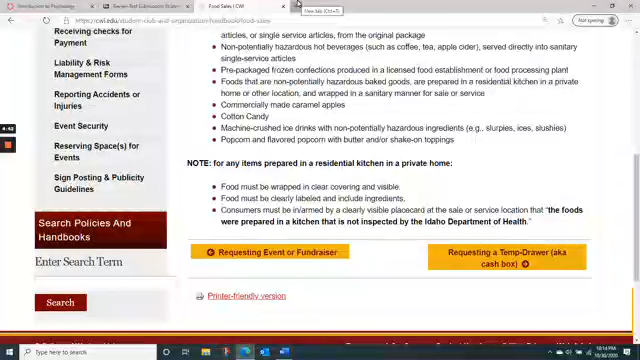 Introduction to Psychology
Food Sales | CWI
New tab (Ctrl+T)
https://cwi.edu/student-club-and-organization-handbook/food-sales
Not syncing
Receiving checks for
Payment
Liability & Risk
Management Forms
Reporting Accidents or
Injuries
Event Security
Reserving Space(s) for
Events
Sign Posting & Publicity
Guidelines
Search Policies And
Handbooks
Enter Search Term
Search
articles, or single service articles, from the original package
Non-potentially hazardous hot beverages (such as coffee, tea, apple cider), served directly into sanitary
single-service articles
Pre-packaged frozen confections produced in a licensed food establishment or food processing plant
Foods that are non-potentially hazardous baked goods, are prepared in a residential kitchen in a private
home or other location, and wrapped in a sanitary manner for sale or service
Commercially made caramel apples
Cotton Candy
Machine-crushed ice drinks with non-potentially hazardous ingredients (e.g., slurpies, ices, slushies)
Popcorn and flavored popcorn with butter and/or shake-on toppings
NOTE: for any items prepared in a residential kitchen in a private home:
Food must be wrapped in clear covering and visible.
Food must be clearly labeled and include ingredients.
Consumers must be informed by a clearly visible placecard at the sale or service location that "the foods
were prepared in a kitchen that is not inspected by the Idaho Department of Health."
Requesting Event or Fundraiser
Requesting a Temp-Drawer (aka
cash box)
Printer-friendly version
4:42
Type here to search
10:14 PM
10/30/2020